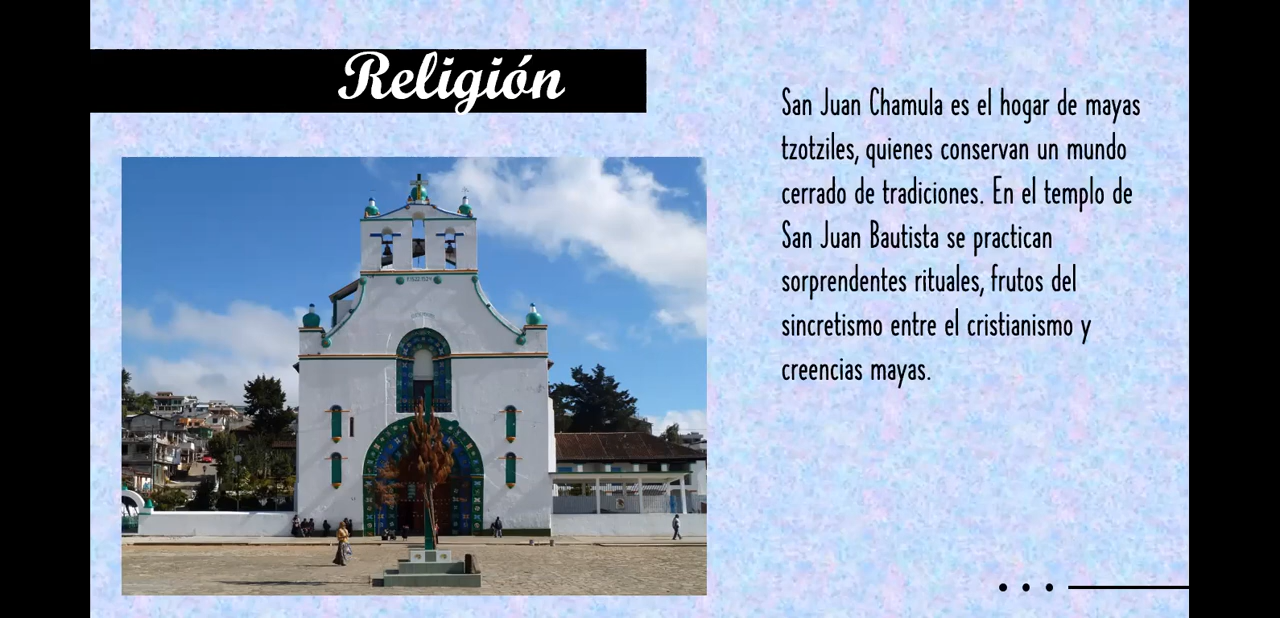 Religión
San Juan Chamula es el hogar de mayas
tzotziles, quienes conservan un mundo
cerrado de tradiciones. En el templo de
San Juan Bautista se practican
sorprendentes rituales, frutos del
sincretismo entre el cristianismo y
creencias mayas.